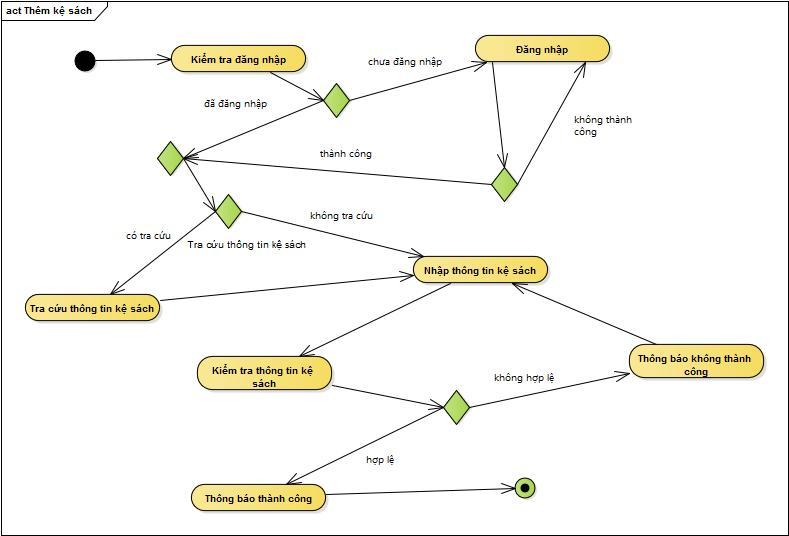 act Thêm kệ sách
Kiểm tra đăng nhập
Đăng nhập
chưa đăng nhập
đã đăng nhập
không thành
công
thành công
không tra cứu
có tra cứu
Tra cứu thông tin kệ sách
Nhập thông tin kệ sách
Tra cứu thông tin kệ sách
Kiểm tra thông tin kệ
sách
Thông báo không thành
công
không hợp lệ
hợp lệ
Thông báo thành công